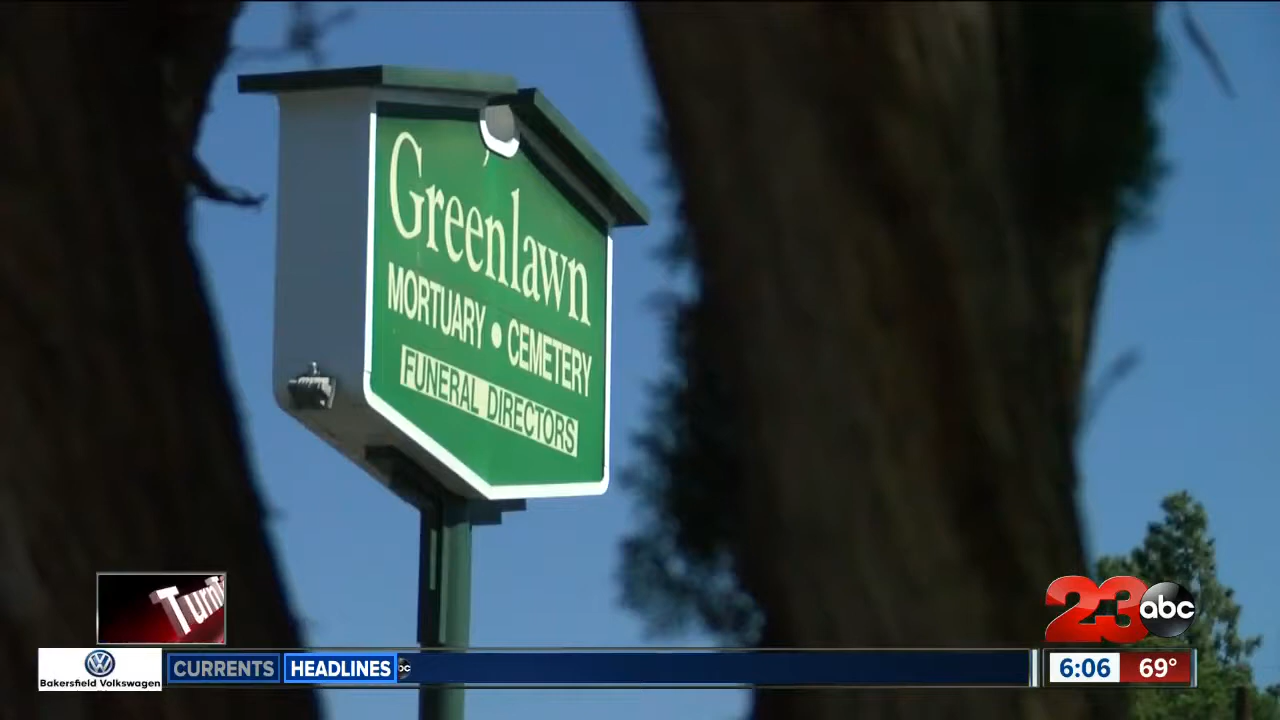 Greenlawn
MORTUARY • CEMETERY
FUNERAL DIRECTORS
23 abc
Bakersfield Volkswagen
CURRENTS HEADLINES
6:06 69°